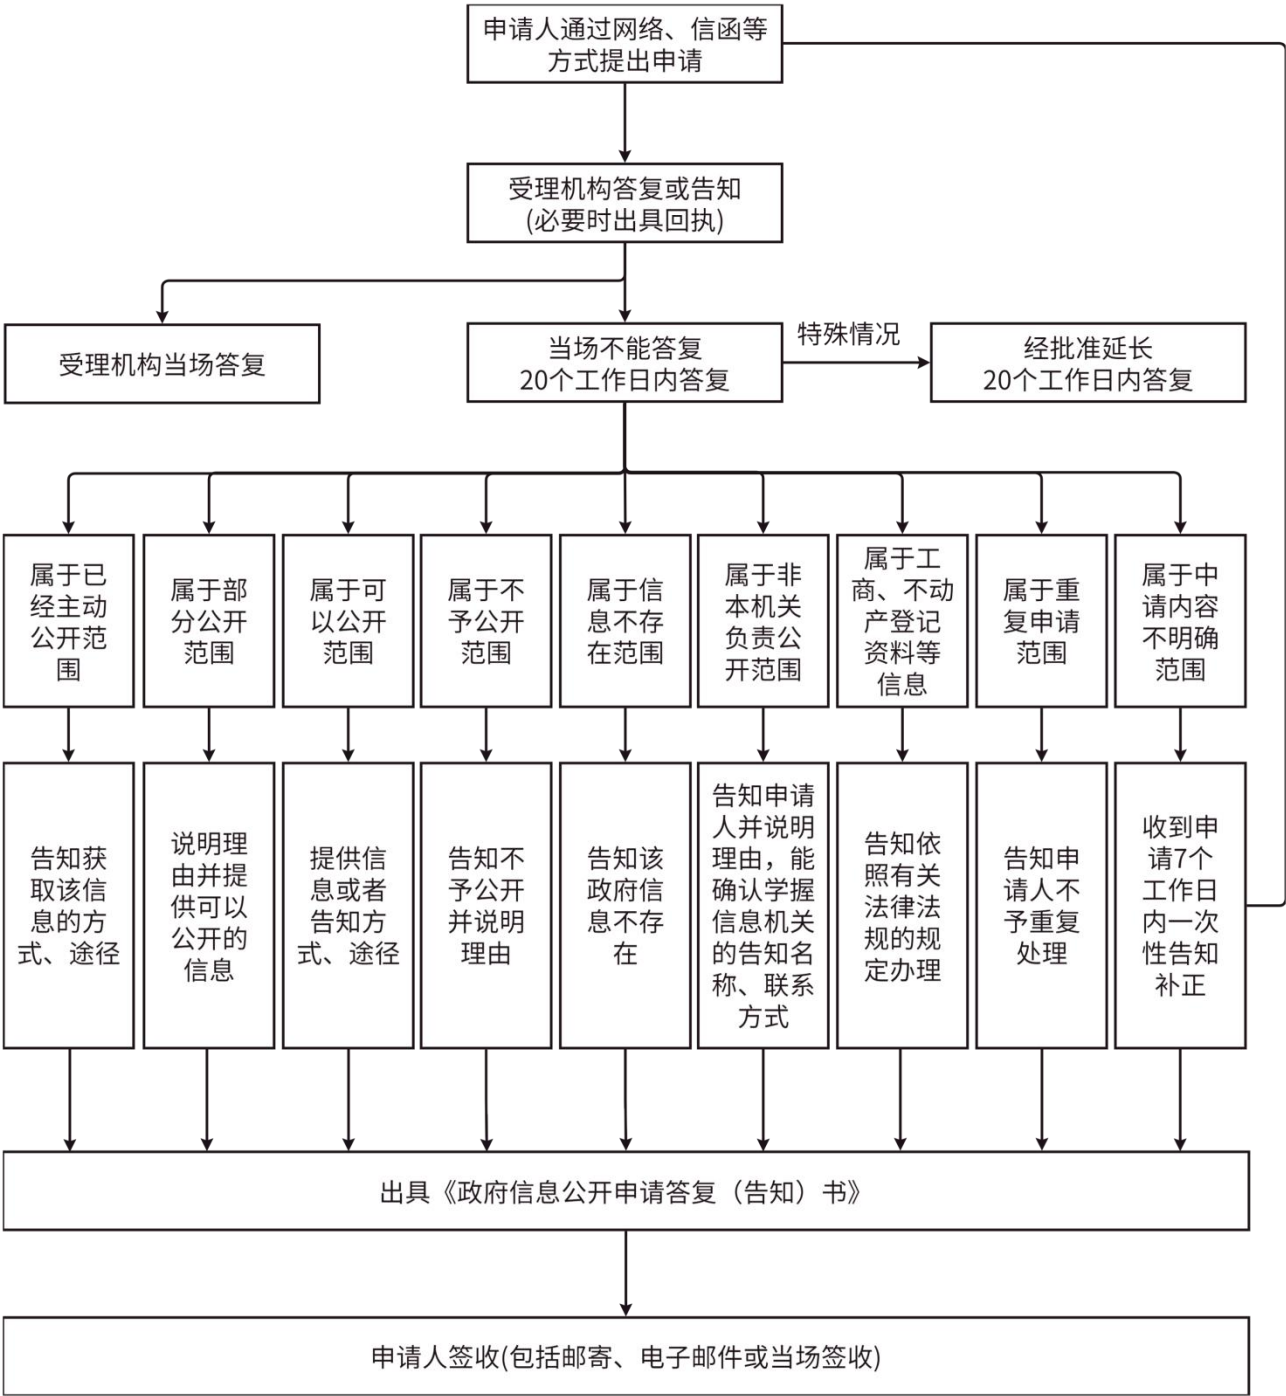 申请人通过网络、信函等
方式提出申请
受理机构答复或告知
(必要时出具回执)
受理机构当场答复
当场不能答复
20个工作日内答复
特殊情况
经批准延长
20个工作日内答复
属于已
经主动
公开范
围
属于部
分公开
范围
属于可
以公开
范围
属于不
予公开
范围
属于信
息不存
在范围
属于非
本机关
负责公
开范围
属于工
商、不动
产登记
资料等
信息
属于重
复申请
范围
属于中
请内容
不明确
范围
告知获
取该信
息的方
式、途径
说明理
由并提
供可以
公开的
信息
提供信
息或者
告知方
式、途径
告知不
予公开
并说明
理由
告知该
政府信
息不存
在
告知申请
人并说明
理由，能
确认学握
信息机关
的告知名
称、联系
方式
告知依
照有关
法律法
规的规
定办理
告知申
请人不
予重复
处理
收到申
请7个
工作日
内一次
性告知
补正
出具《政府信息公开申请答复（告知）书》
申请人签收(包括邮寄、电子邮件或当场签收)